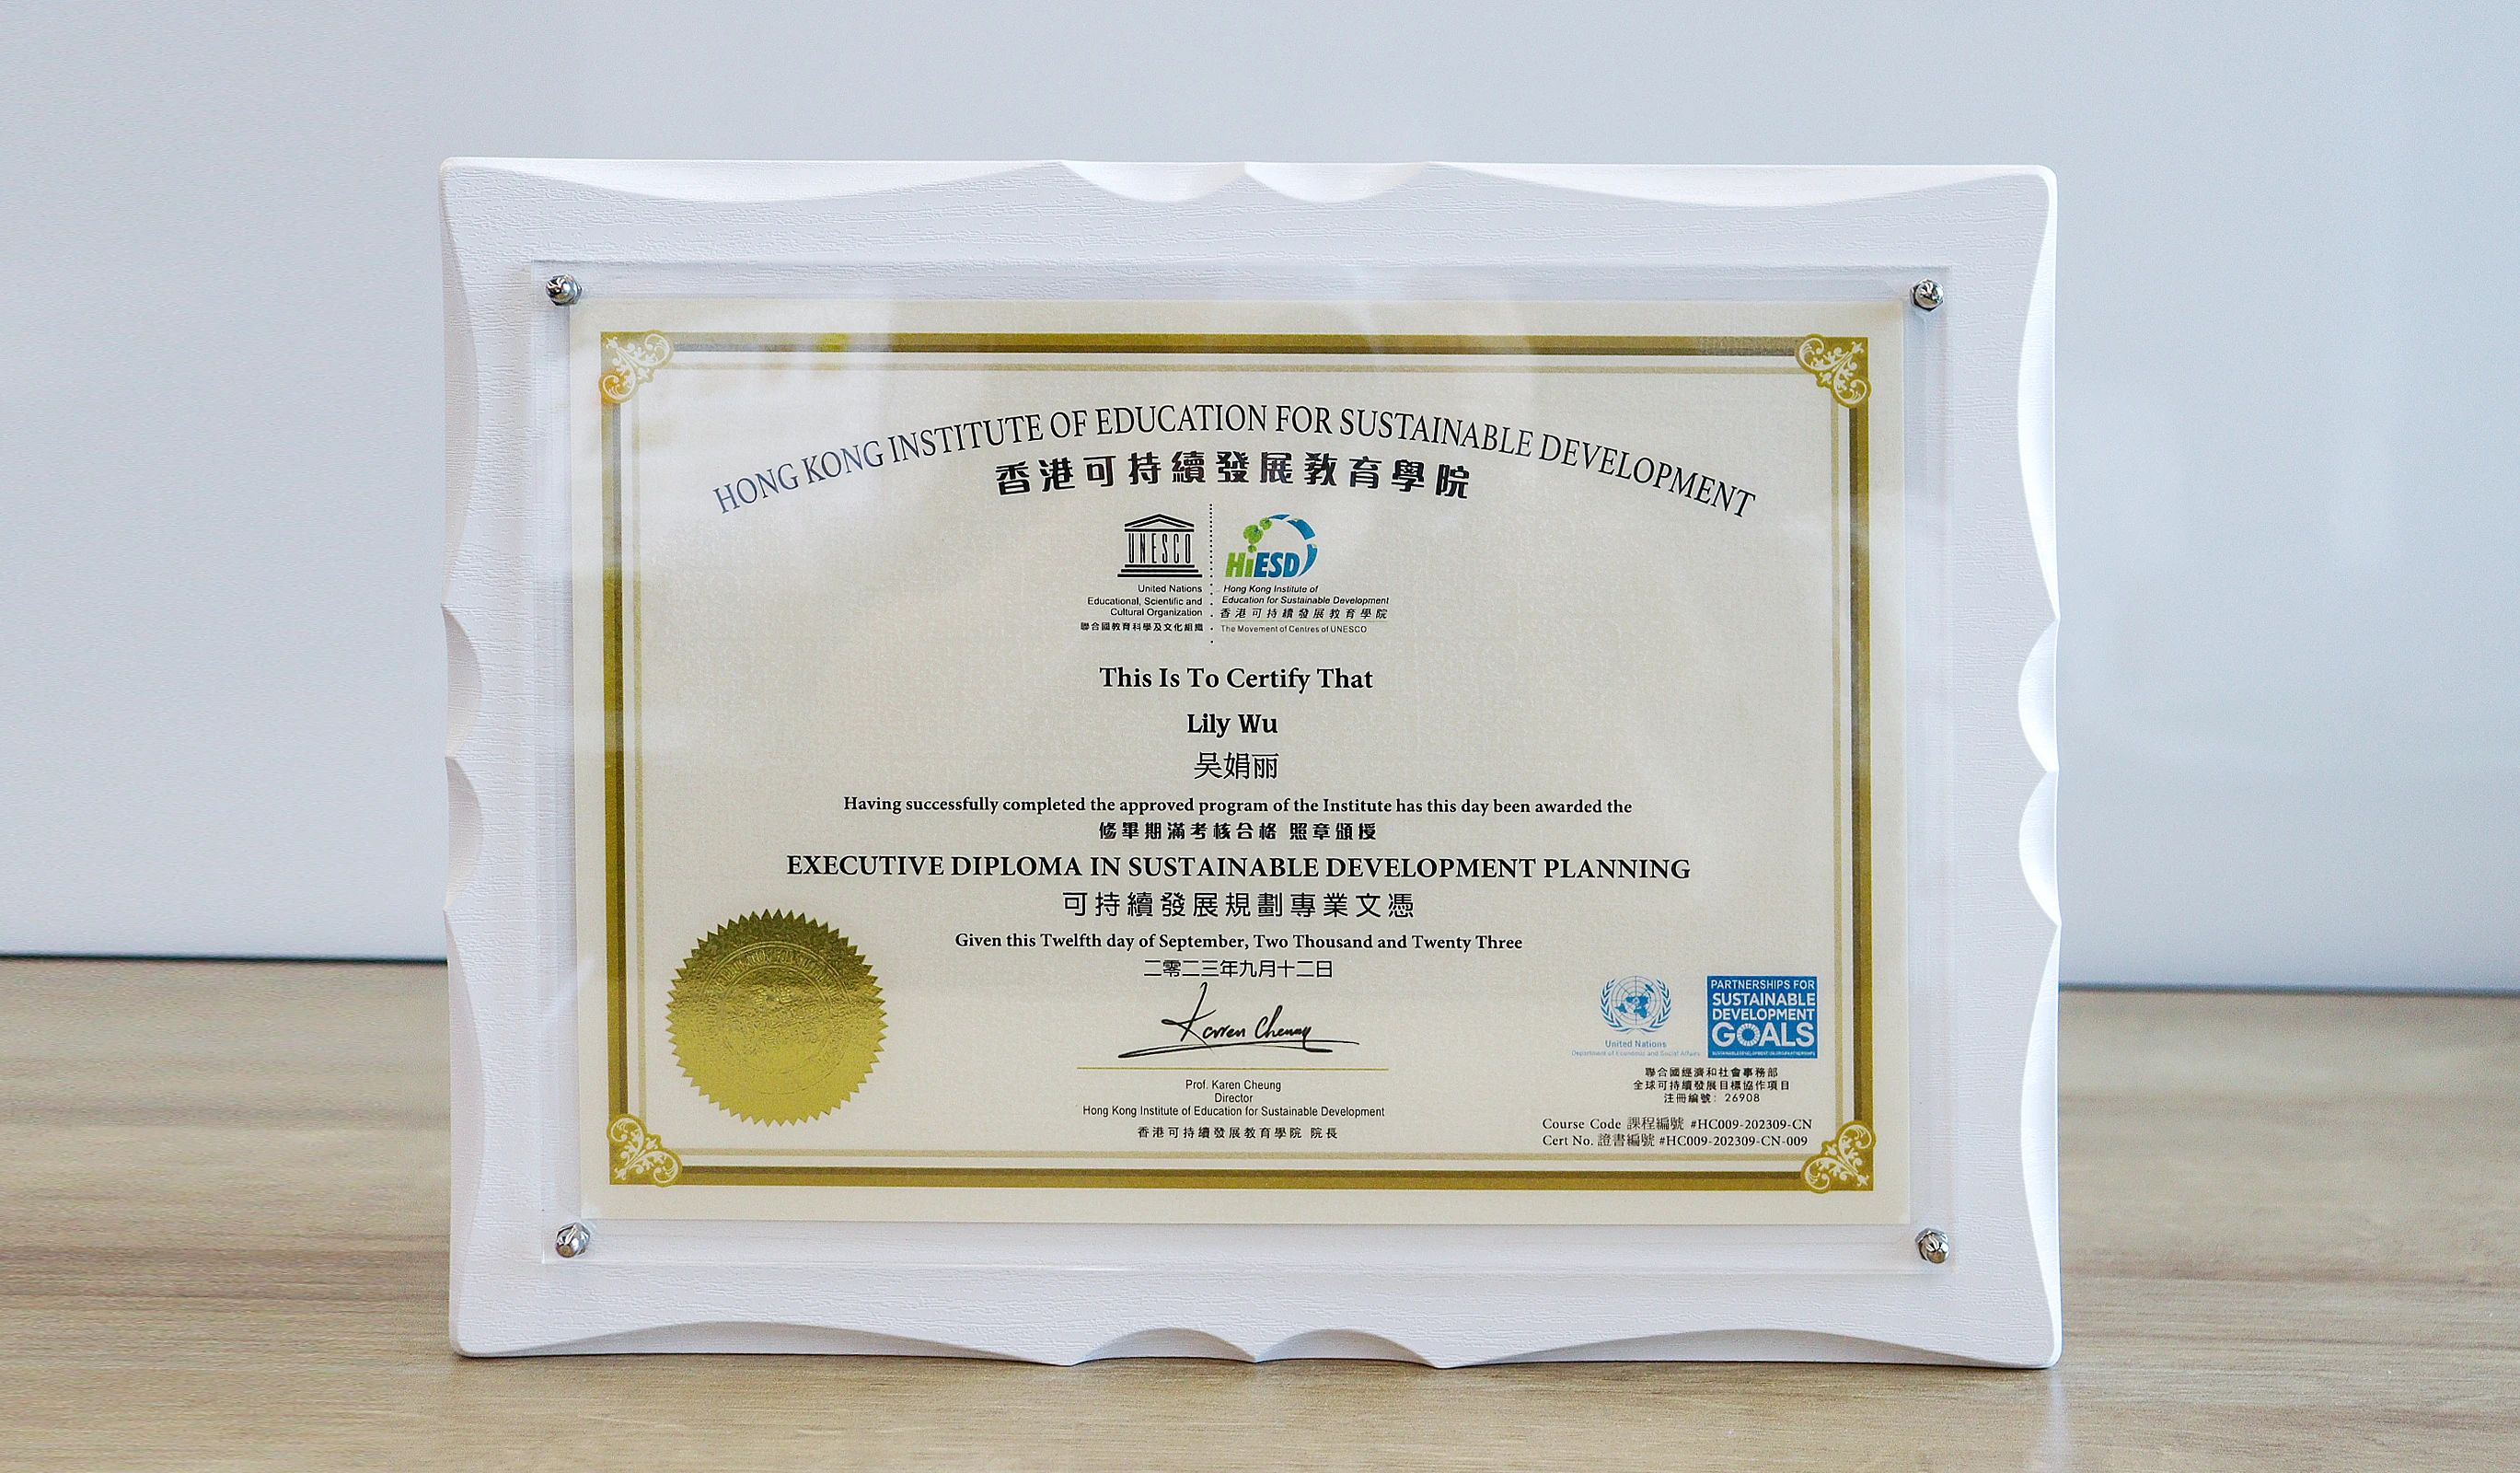 HONG KONG INSTITUTE OF EDUCATION FOR SUSTAINABLE DEVELOPMENT
香港可持續發展教育學院
UNESCO
United Nations
Educational, Scientific and
Cultural Organization
聯合國教育科學及文化組織
HiESD
Hong Kong Institute of
Education for Sustainable Development
香港可持續發展教育學院
The Movement of Centres of UNESCO
This Is To Certify That
Lily Wu
吴娟丽
Having successfully completed the approved program of the Institute has this day been awarded the
修畢期滿考核合格 照章頒授
EXECUTIVE DIPLOMA IN SUSTAINABLE DEVELOPMENT PLANNING
可持續發展規劃專業文憑
Given this Twelfth day of September, Two Thousand and Twenty Three
二零二三年九月十二日
Karen Cheung
Prof. Karen Cheung
Director
Hong Kong Institute of Education for Sustainable Development
香港可持續發展教育學院 院長
United Nations
Department of Economic and Social Affairs
PARTNERSHIPS FOR
SUSTAINABLE
DEVELOPMENT
GOALS
聯合國經濟和社會事務部
全球可持續發展目標協作項目
注冊編號: 26908
Course Code 課程編號 #HC009-202309-CN
Cert No. 證書編號 #HC009-202309-CN-009